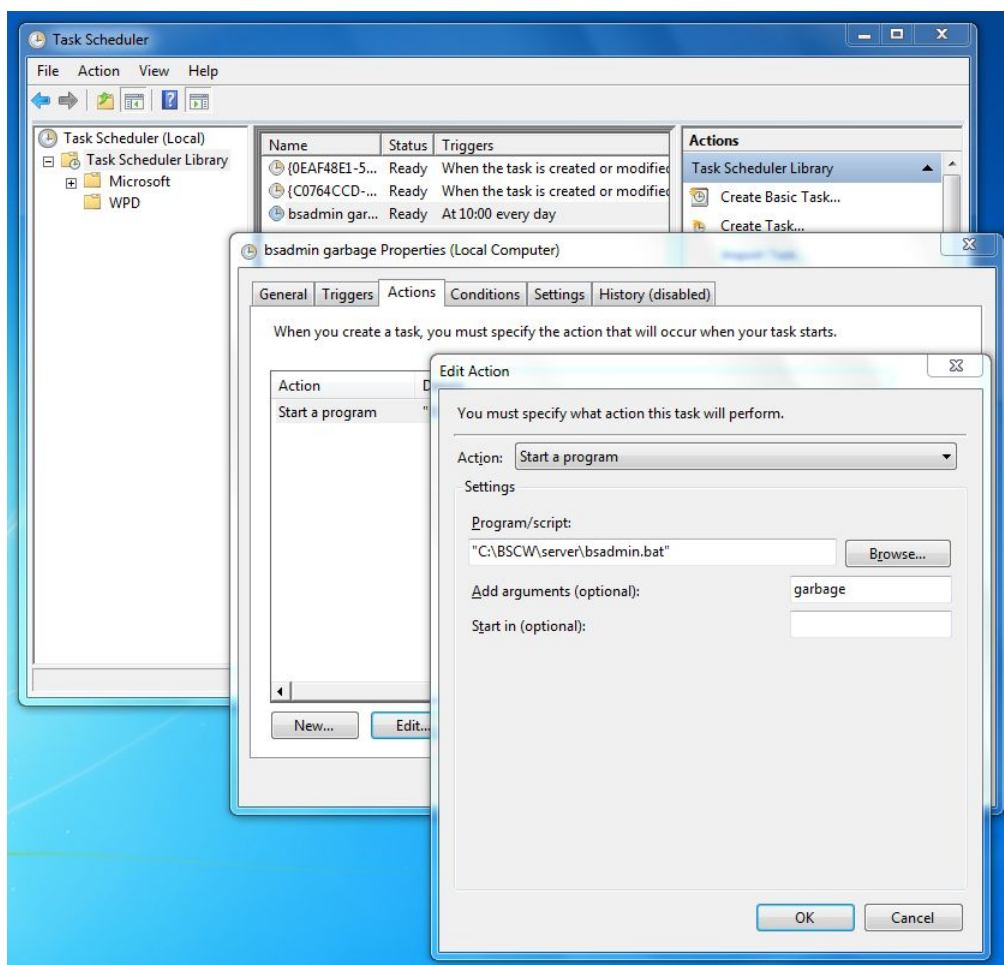 Task Scheduler
File Action View Help
Task Scheduler (Local)
Task Scheduler Library
Microsoft
WPD
Name Status Triggers
{0EAF48E1-5... Ready When the task is created or modified
{C0764CCD-... Ready When the task is created or modified
bsadmin gar... Ready At 10:00 every day
Actions
Task Scheduler Library
Create Basic Task...
Create Task...
bsadmin garbage Properties (Local Computer)
General Triggers Actions Conditions Settings History (disabled)
When you create a task, you must specify the action that will occur when your task starts.
Action D
Start a program "
New... Edit...
Edit Action
You must specify what action this task will perform.
Action: Start a program
Settings
Program/script:
"C:\BSCW\server\bsadmin.bat" Browse...
Add arguments (optional): garbage
Start in (optional):
OK Cancel